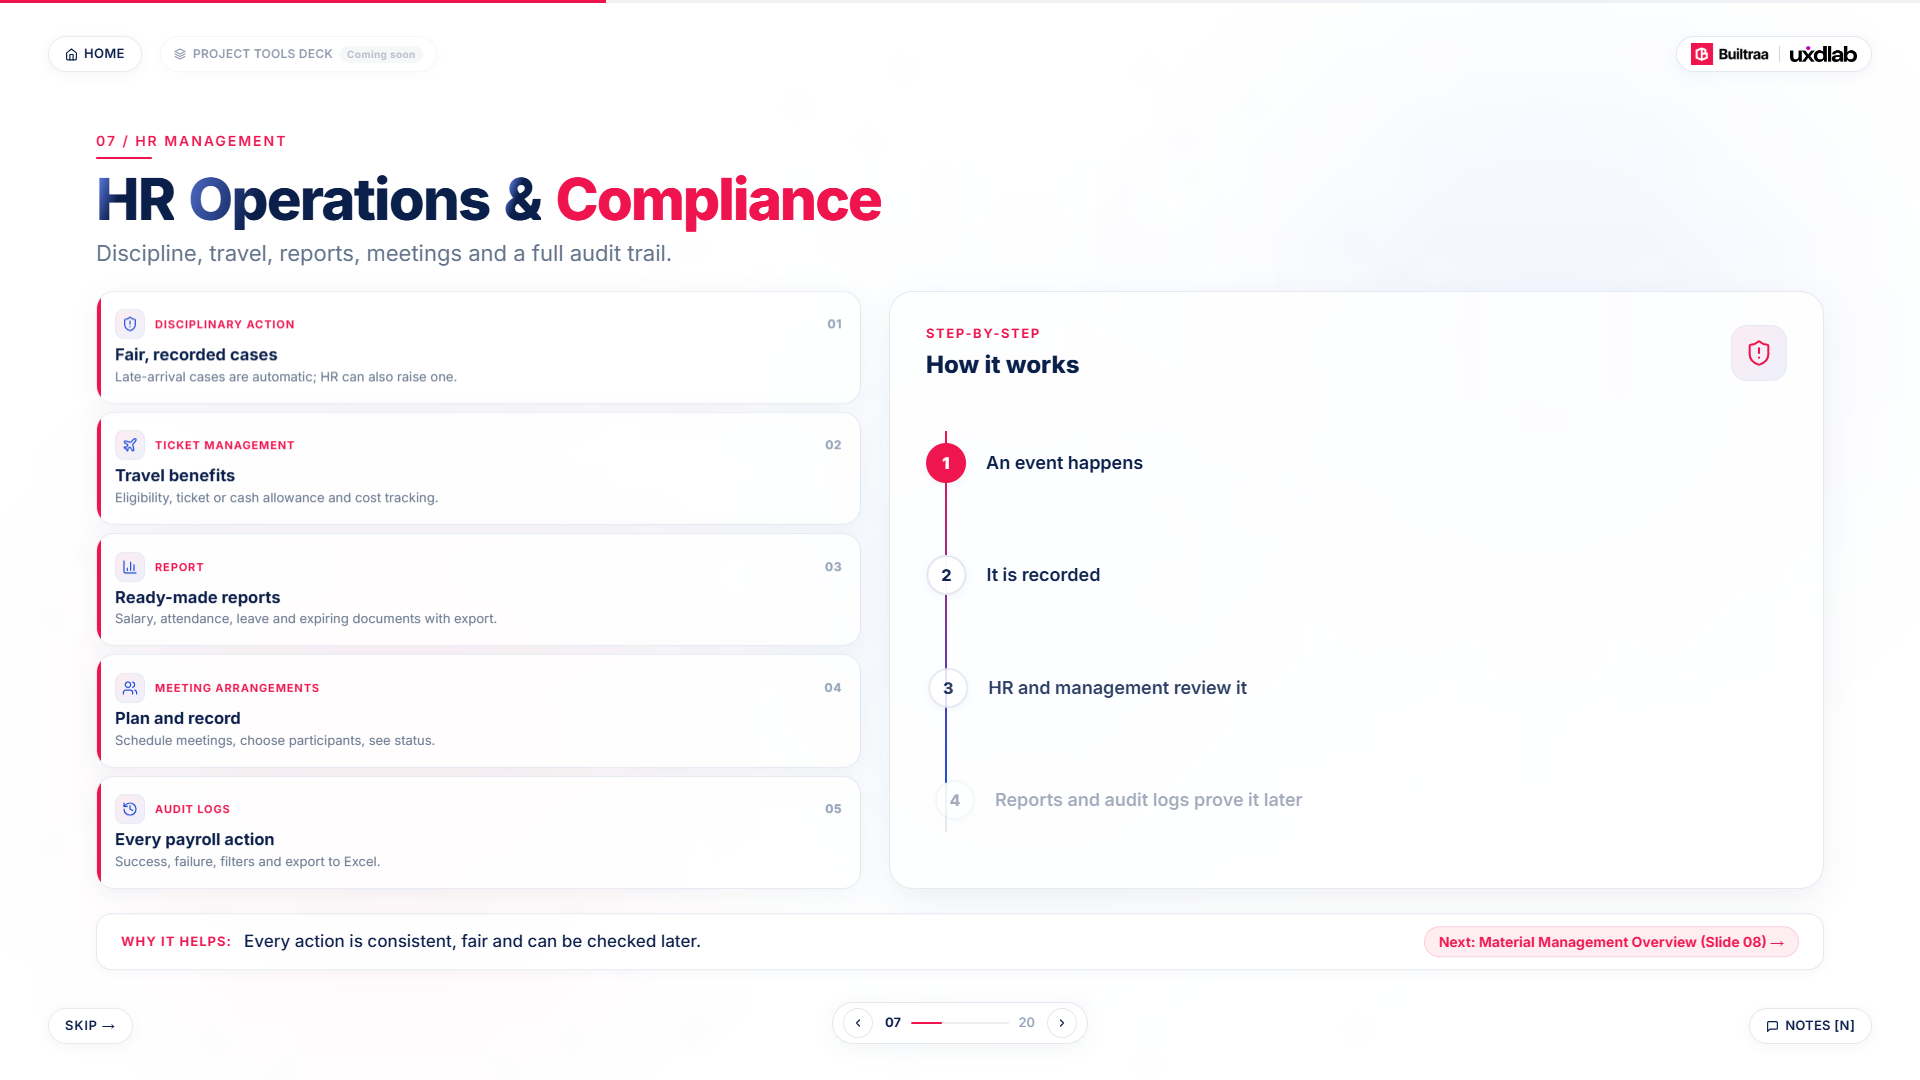 HOME
PROJECT TOOLS DECK Coming soon
Builtraa | uxdlab
07 / HR MANAGEMENT
HR Operations & Compliance
Discipline, travel, reports, meetings and a full audit trail.
DISCIPLINARY ACTION 01
Fair, recorded cases
Late-arrival cases are automatic; HR can also raise one.
TICKET MANAGEMENT 02
Travel benefits
Eligibility, ticket or cash allowance and cost tracking.
REPORT 03
Ready-made reports
Salary, attendance, leave and expiring documents with export.
MEETING ARRANGEMENTS 04
Plan and record
Schedule meetings, choose participants, see status.
AUDIT LOGS 05
Every payroll action
Success, failure, filters and export to Excel.
STEP-BY-STEP
How it works
1 An event happens
2 It is recorded
3 HR and management review it
4 Reports and audit logs prove it later
WHY IT HELPS: Every action is consistent, fair and can be checked later.
Next: Material Management Overview (Slide 08) →
SKIP →
‹ 07 20 ›
NOTES [N]